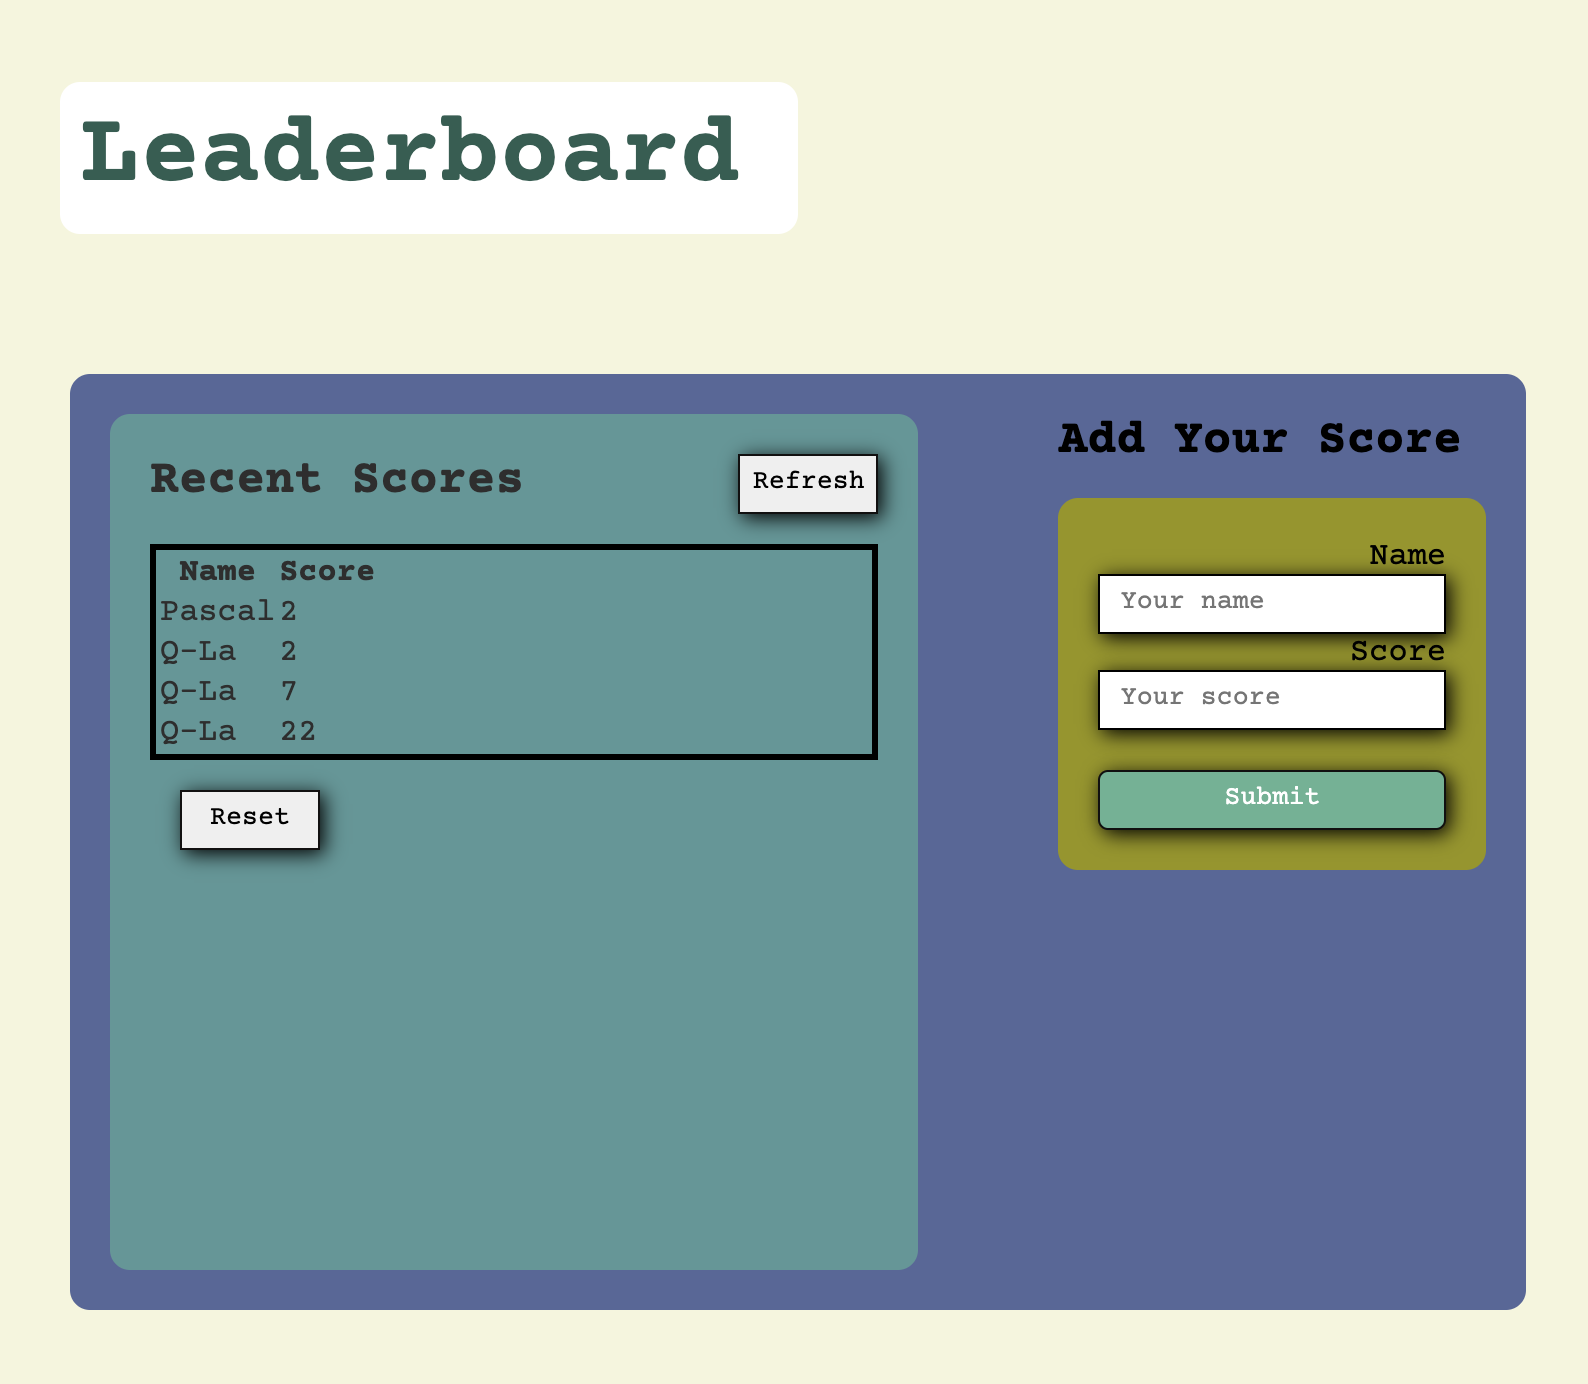 Leaderboard
Recent Scores
Refresh
Name Score
Pascal 2
Q-La 2
Q-La 7
Q-La 22
Reset
Add Your Score
Name
Your name
Score
Your score
Submit